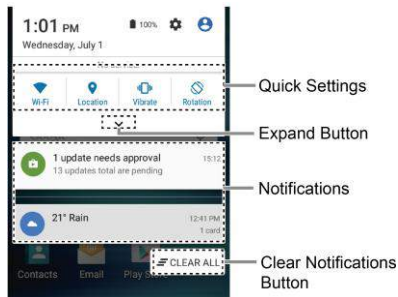 1:01 PM
100%
Wednesday, July 1
Wi-Fi
Location
Vibrate
Rotation
Quick Settings
Expand Button
1 update needs approval
15:12
13 updates total are pending
Notifications
21° Rain
12:41 PM
1 card
CLEAR ALL
Contacts
Email
Play
Clear Notifications
Button